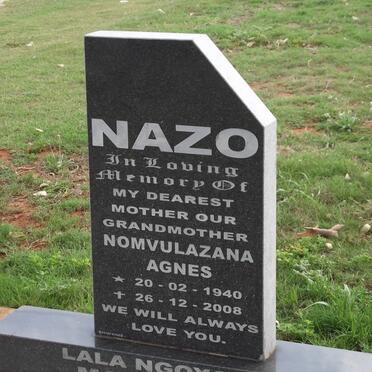 NAZO
In Loving
Memory Of
MY DEAREST
MOTHER OUR
GRANDMOTHER
NOMVULAZANA
AGNES
★ 20 - 02 - 1940
✝ 26 - 12 - 2008
WE WILL ALWAYS
LOVE YOU.
LALA